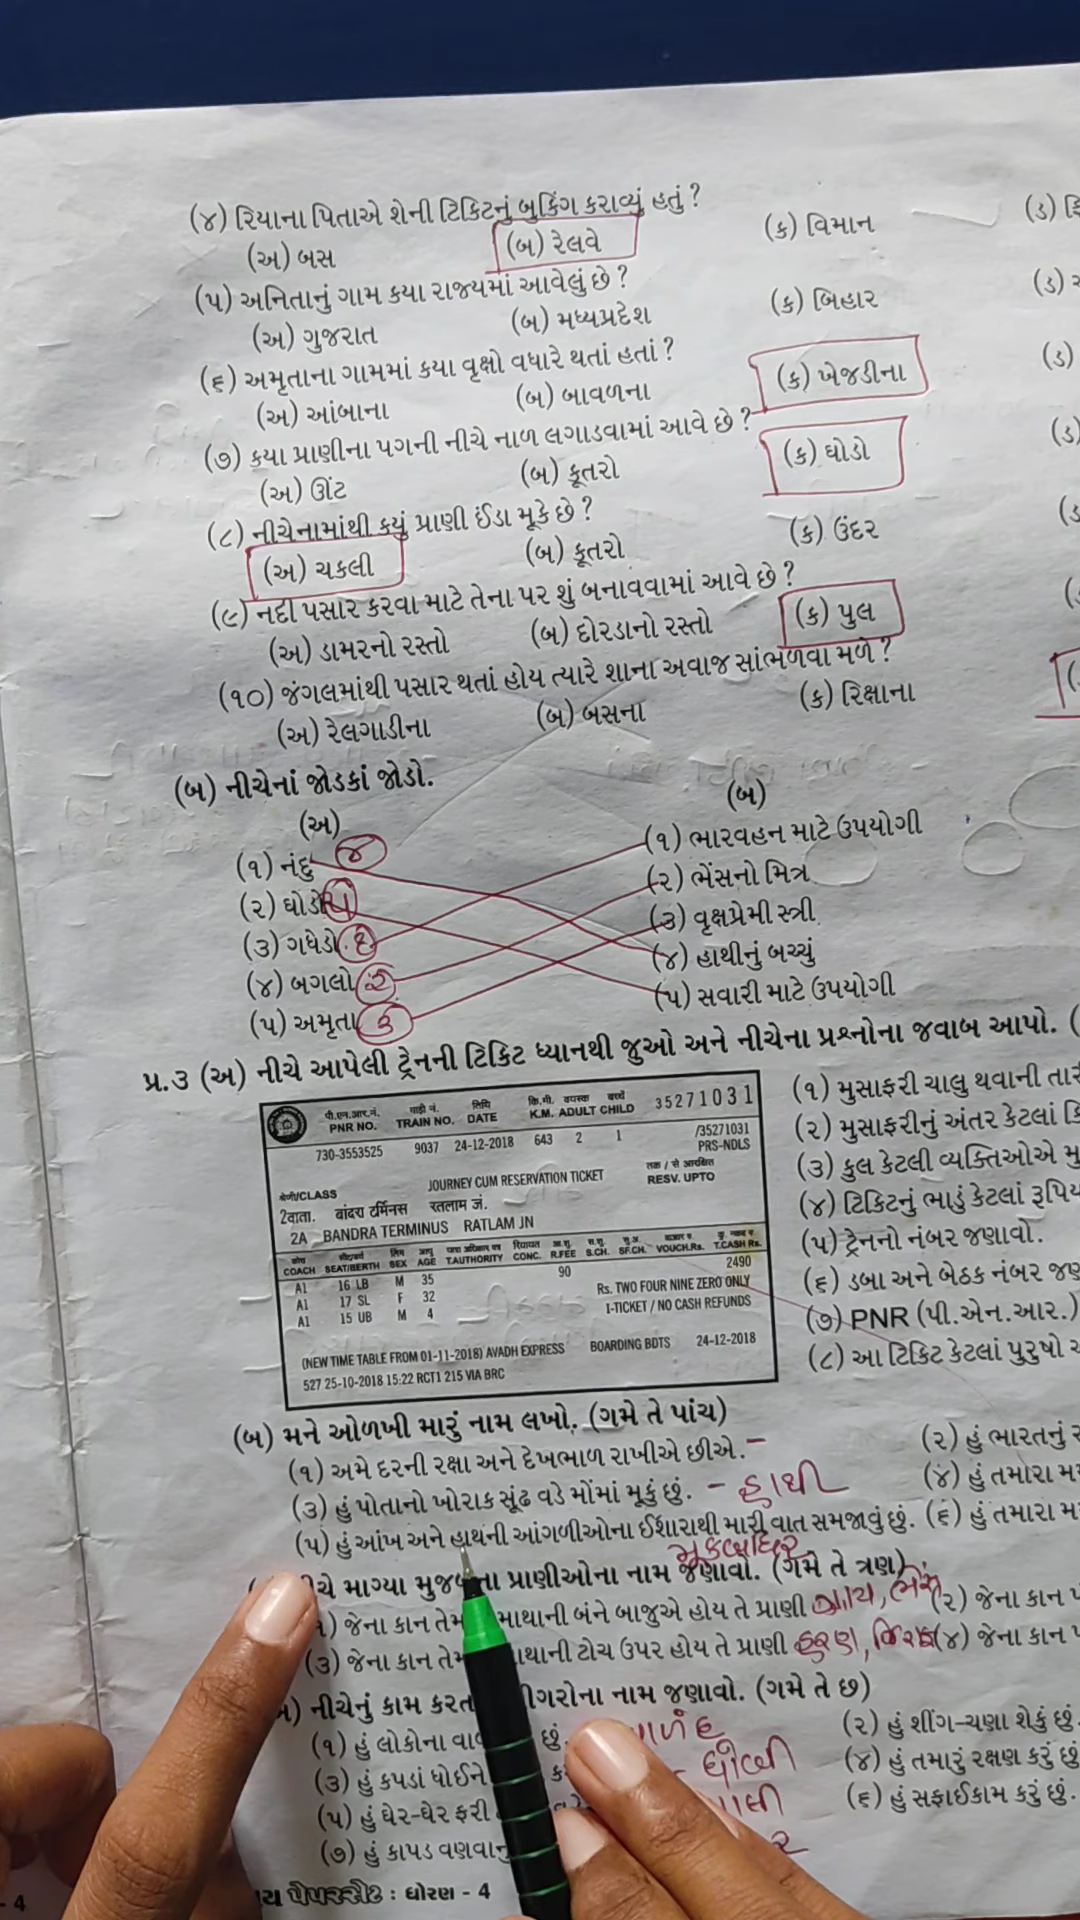 (૪) રિયાના પિતાએ શેની ટિકિટનું બુકિંગ કરાવ્યું હતું ?
(અ) બસ (બ) રેલવે (ક) વિમાન (ડ)
(૫) અનિતાનું ગામ કયા રાજ્યમાં આવેલું છે ?
(અ) ગુજરાત (બ) મધ્યપ્રદેશ (ક) બિહાર (ડ)
(૬) અમૃતાના ગામમાં કયા વૃક્ષો વધારે થતાં હતાં ?
(અ) આંબાના (બ) બાવળના (ક) ખેજડીના (ડ)
(૭) કયા પ્રાણીના પગની નીચે નાળ લગાડવામાં આવે છે ?
(અ) ઊંટ (બ) કૂતરો (ક) ઘોડો (ડ)
(૮) નીચેનામાંથી કયું પ્રાણી ઈંડા મૂકે છે ?
(અ) ચકલી (બ) કૂતરો (ક) ઉંદર
(૯) નદી પસાર કરવા માટે તેના પર શું બનાવવામાં આવે છે ?
(અ) ડામરનો રસ્તો (બ) દોરડાનો રસ્તો (ક) પુલ
(૧૦) જંગલમાંથી પસાર થતાં હોય ત્યારે શાના અવાજ સાંભળવા મળે ?
(અ) રેલગાડીના (બ) બસના (ક) રિક્ષાના
(બ) નીચેનાં જોડકાં જોડો.
(અ) (બ)
(૧) નંદુ ૪ (૧) ભારવહન માટે ઉપયોગી
(૨) ઘોડો ૫ (૨) ભેંસનો મિત્ર
(૩) ગધેડો ૧ (૩) વૃક્ષપ્રેમી સ્ત્રી
(૪) બગલો ૨ (૪) હાથીનું બચ્ચું
(૫) અમૃતા ૩ (૫) સવારી માટે ઉપયોગી
પ્ર.૩ (અ) નીચે આપેલી ટ્રેનની ટિકિટ ધ્યાનથી જુઓ અને નીચેના પ્રશ્નોના જવાબ આપો. (
पी.एन.आर.नं. गाड़ी नं. तिथि कि.मी. वयस्क बच्चे 35271031
PNR NO. TRAIN NO. DATE K.M. ADULT CHILD
730-3553525 9037 24-12-2018 643 2 1 /35271031
PRS-NDLS
JOURNEY CUM RESERVATION TICKET तक / से आरक्षित
श्रेणी/CLASS RESV. UPTO
2वाता. बांदरा टर्मिनस रतलाम जं.
2A BANDRA TERMINUS RATLAM JN
COACH SEAT/BERTH SEX AGE T.AUTHORITY CONC. R.FEE S.CH. SF.CH. VOUCH.Rs. T.CASH Rs.
90 2490
A1 16 LB M 35 Rs. TWO FOUR NINE ZERO ONLY
A1 17 SL F 32 I-TICKET / NO CASH REFUNDS
A1 15 UB M 4
(NEW TIME TABLE FROM 01-11-2018) AVADH EXPRESS BOARDING BDTS 24-12-2018
527 25-10-2018 15:22 RCT1 215 VIA BRC
(૧) મુસાફરી ચાલુ થવાની
(૨) મુસાફરીનું અંતર કેટલાં
(૩) કુલ કેટલી વ્યક્તિઓએ
(૪) ટિકિટનું ભાડું કેટલાં
(૫) ટ્રેનનો નંબર જણાવો.
(૬) ડબા અને બેઠક નંબર
(૭) PNR (પી.એન.આર.)
(૮) આ ટિકિટ કેટલાં પુરુષો
(બ) મને ઓળખી મારું નામ લખો. (ગમે તે પાંચ)
(૧) અમે દરની રક્ષા અને દેખભાળ રાખીએ છીએ. – (૨) હું ભારતનું
(૩) હું પોતાનો ખોરાક સૂંઢ વડે મોંમાં મૂકું છું. – હાથી (૪) હું તમારા
(૫) હું આંખ અને હાથની આંગળીઓના ઈશારાથી મારી વાત સમજાવું છું. (૬) હું તમારા
મૂકબધિર
માગ્યા મુજબના પ્રાણીઓના નામ જણાવો. (ગમે તે ત્રણ)
જેના કાન માથાની બંને બાજુએ હોય તે પ્રાણી ગાય, ભેંસ (૨) જેના કાન
(૩) જેના કાન ટોચ ઉપર હોય તે પ્રાણી હરણ, (૪) જેના કાન
નીચેનું કામ નામ જણાવો. (ગમે તે છ)
(૧) હું લોકોના છું. (૨) હું શીંગ-ચણા શેકું છું.
(૩) હું કપડાં ધોઈને ધોબી (૪) હું તમારું રક્ષણ કરું છું
(૫) હું ઘેર-ઘેર ફરી (૬) હું સફાઈકામ કરું છું.
(૭) હું કાપડ
પેપરસેટ : ધોરણ - 4